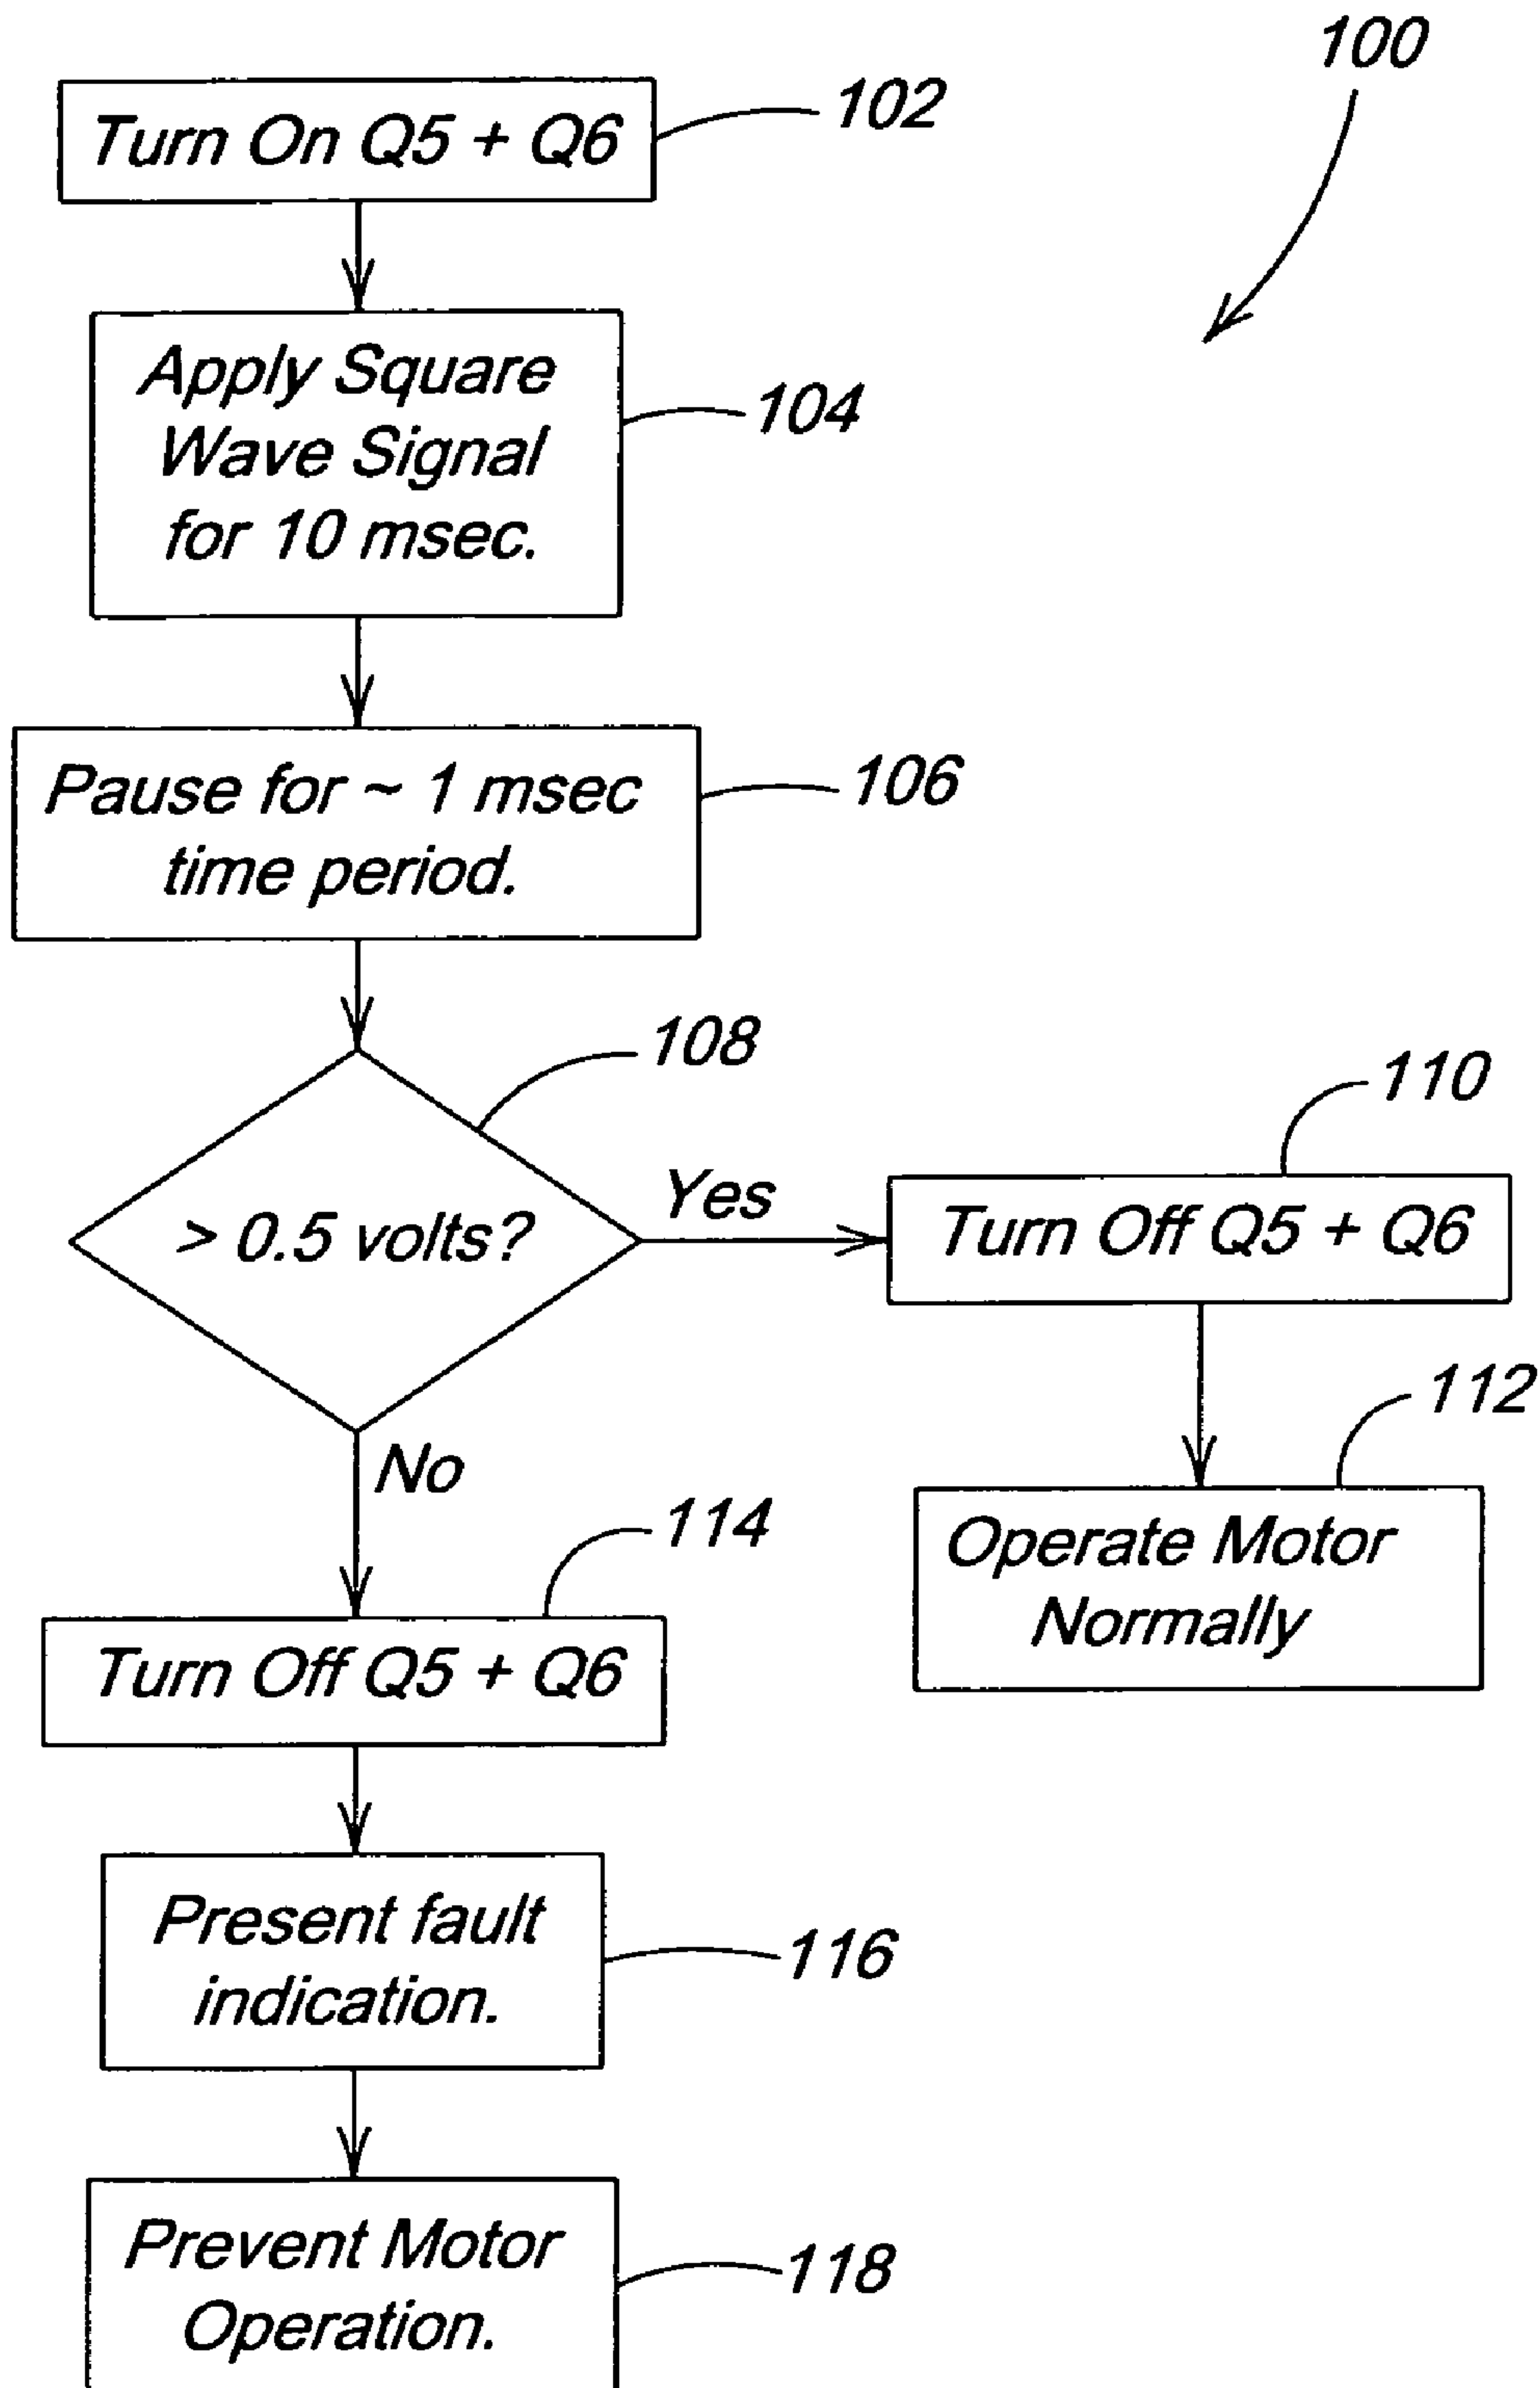 100
Turn On Q5 + Q6
102
Apply Square
Wave Signal
for 10 msec.
104
Pause for ~ 1 msec
time period.
106
> 0.5 volts?
108
Yes
Turn Off Q5 + Q6
110
Operate Motor
Normally
112
No
Turn Off Q5 + Q6
114
Present fault
indication.
116
Prevent Motor
Operation.
118